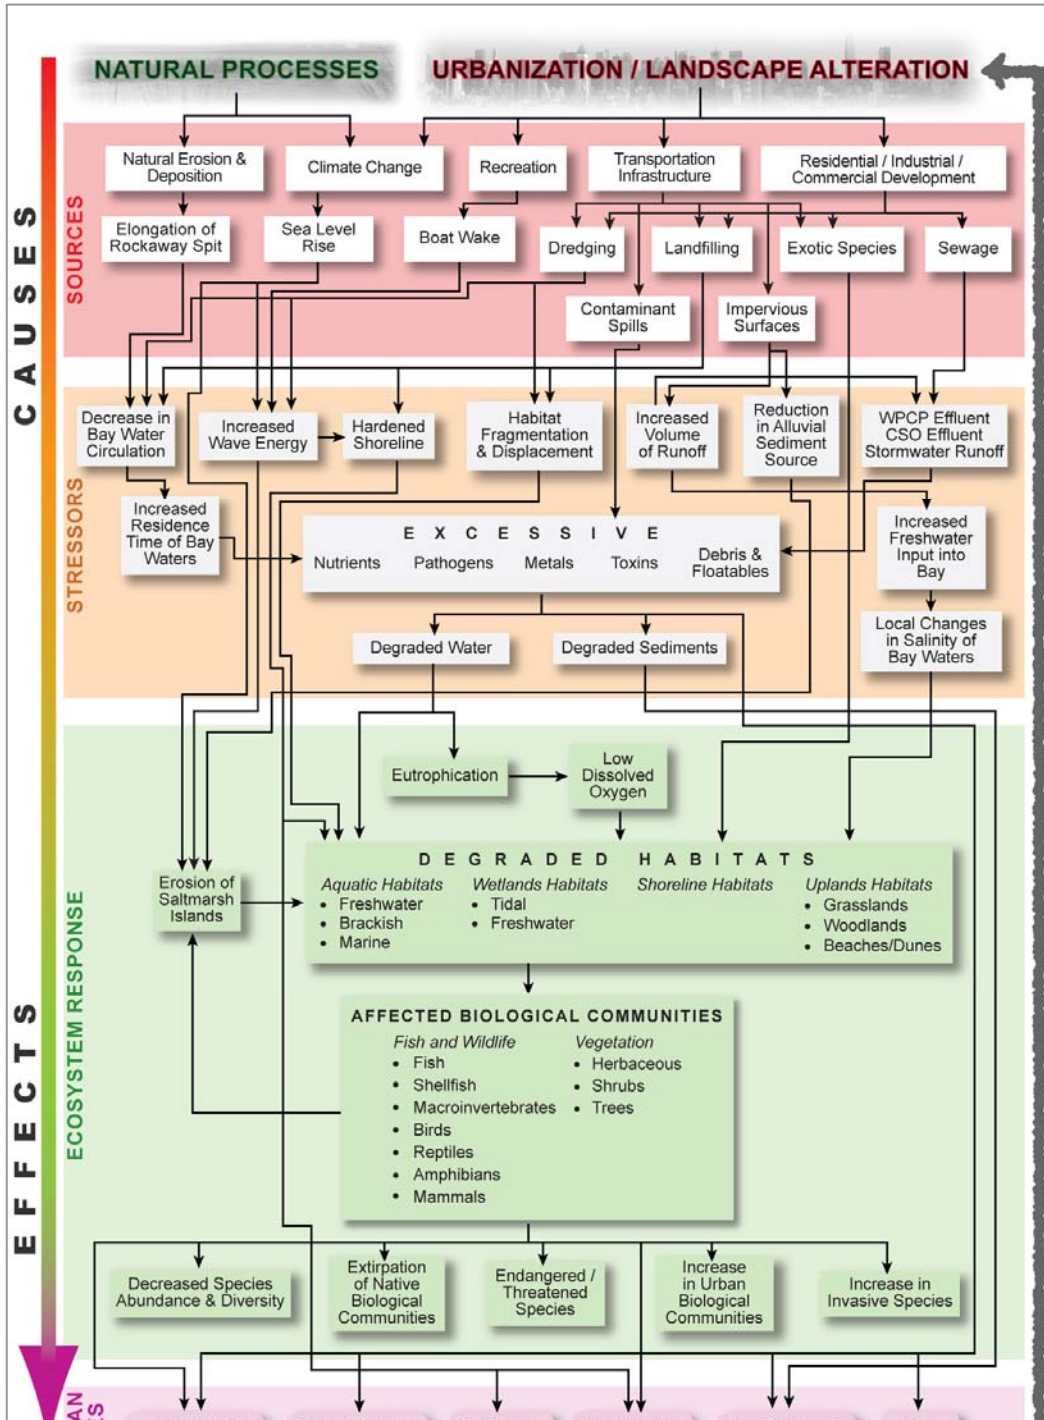 NATURAL PROCESSES
URBANIZATION / LANDSCAPE ALTERATION
CAUSES
EFFECTS
SOURCES
Natural Erosion &
Deposition
Climate Change
Recreation
Transportation
Infrastructure
Residential / Industrial /
Commercial Development
Elongation of
Rockaway Spit
Sea Level
Rise
Boat Wake
Dredging
Landfilling
Exotic Species
Sewage
Contaminant
Spills
Impervious
Surfaces
STRESSORS
Decrease in
Bay Water
Circulation
Increased
Wave Energy
Hardened
Shoreline
Habitat
Fragmentation
& Displacement
Increased
Volume
of Runoff
Reduction
in Alluvial
Sediment
Source
WPCP Effluent
CSO Effluent
Stormwater Runoff
Increased
Residence
Time of Bay
Waters
EXCESSIVE
Nutrients
Pathogens
Metals
Toxins
Debris &
Floatables
Increased
Freshwater
Input into
Bay
Degraded Water
Degraded Sediments
Local Changes
in Salinity of
Bay Waters
ECOSYSTEM RESPONSE
Eutrophication
Low
Dissolved
Oxygen
Erosion of
Saltmarsh
Islands
DEGRADED HABITATS
Aquatic Habitats
• Freshwater
• Brackish
• Marine
Wetlands Habitats
• Tidal
• Freshwater
Shoreline Habitats
Uplands Habitats
• Grasslands
• Woodlands
• Beaches/Dunes
AFFECTED BIOLOGICAL COMMUNITIES
Fish and Wildlife
• Fish
• Shellfish
• Macroinvertebrates
• Birds
• Reptiles
• Amphibians
• Mammals
Vegetation
• Herbaceous
• Shrubs
• Trees
Decreased Species
Abundance & Diversity
Extirpation
of Native
Biological
Communities
Endangered /
Threatened
Species
Increase
in Urban
Biological
Communities
Increase in
Invasive Species